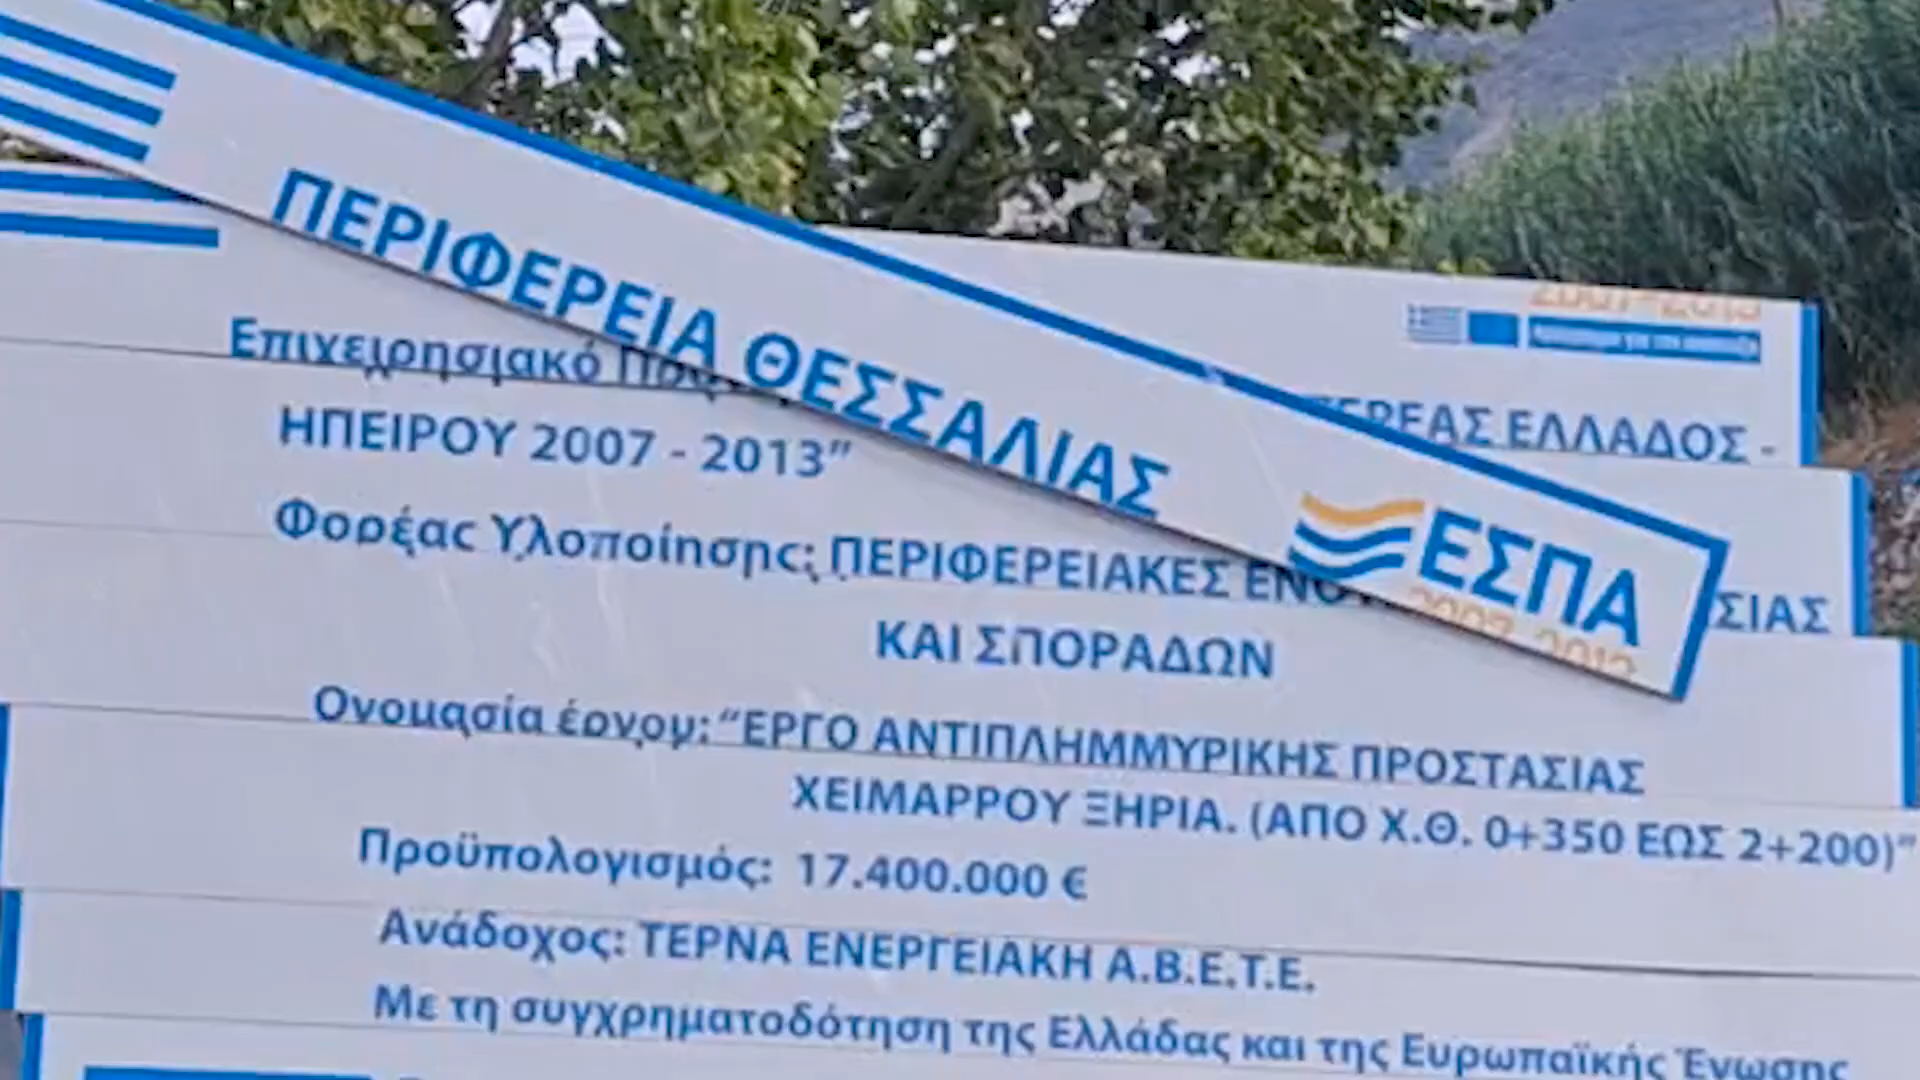 ΠΕΡΙΦΕΡΕΙΑ ΘΕΣΣΑΛΙΑΣ
ΕΣΠΑ
2007-2013
ΕΛΛΑΔΟΣ -
Επιχειρησιακό
ΗΠΕΙΡΟΥ 2007 - 2013”
Φορέας Υλοποίησης: ΠΕΡΙΦΕΡΕΙΑΚΕΣ
ΚΑΙ ΣΠΟΡΑΔΩΝ
Ονομασία έργου: “ΕΡΓΟ ΑΝΤΙΠΛΗΜΜΥΡΙΚΗΣ ΠΡΟΣΤΑΣΙΑΣ
ΧΕΙΜΑΡΡΟΥ ΞΗΡΙΑ. (ΑΠΟ Χ.Θ. 0+350 ΕΩΣ 2+200)”
Προϋπολογισμός: 17.400.000 €
Ανάδοχος: ΤΕΡΝΑ ΕΝΕΡΓΕΙΑΚΗ Α.Β.Ε.Τ.Ε.
Με τη συγχρηματοδότηση της Ελλάδας και της Ευρωπαϊκής Ένωσης